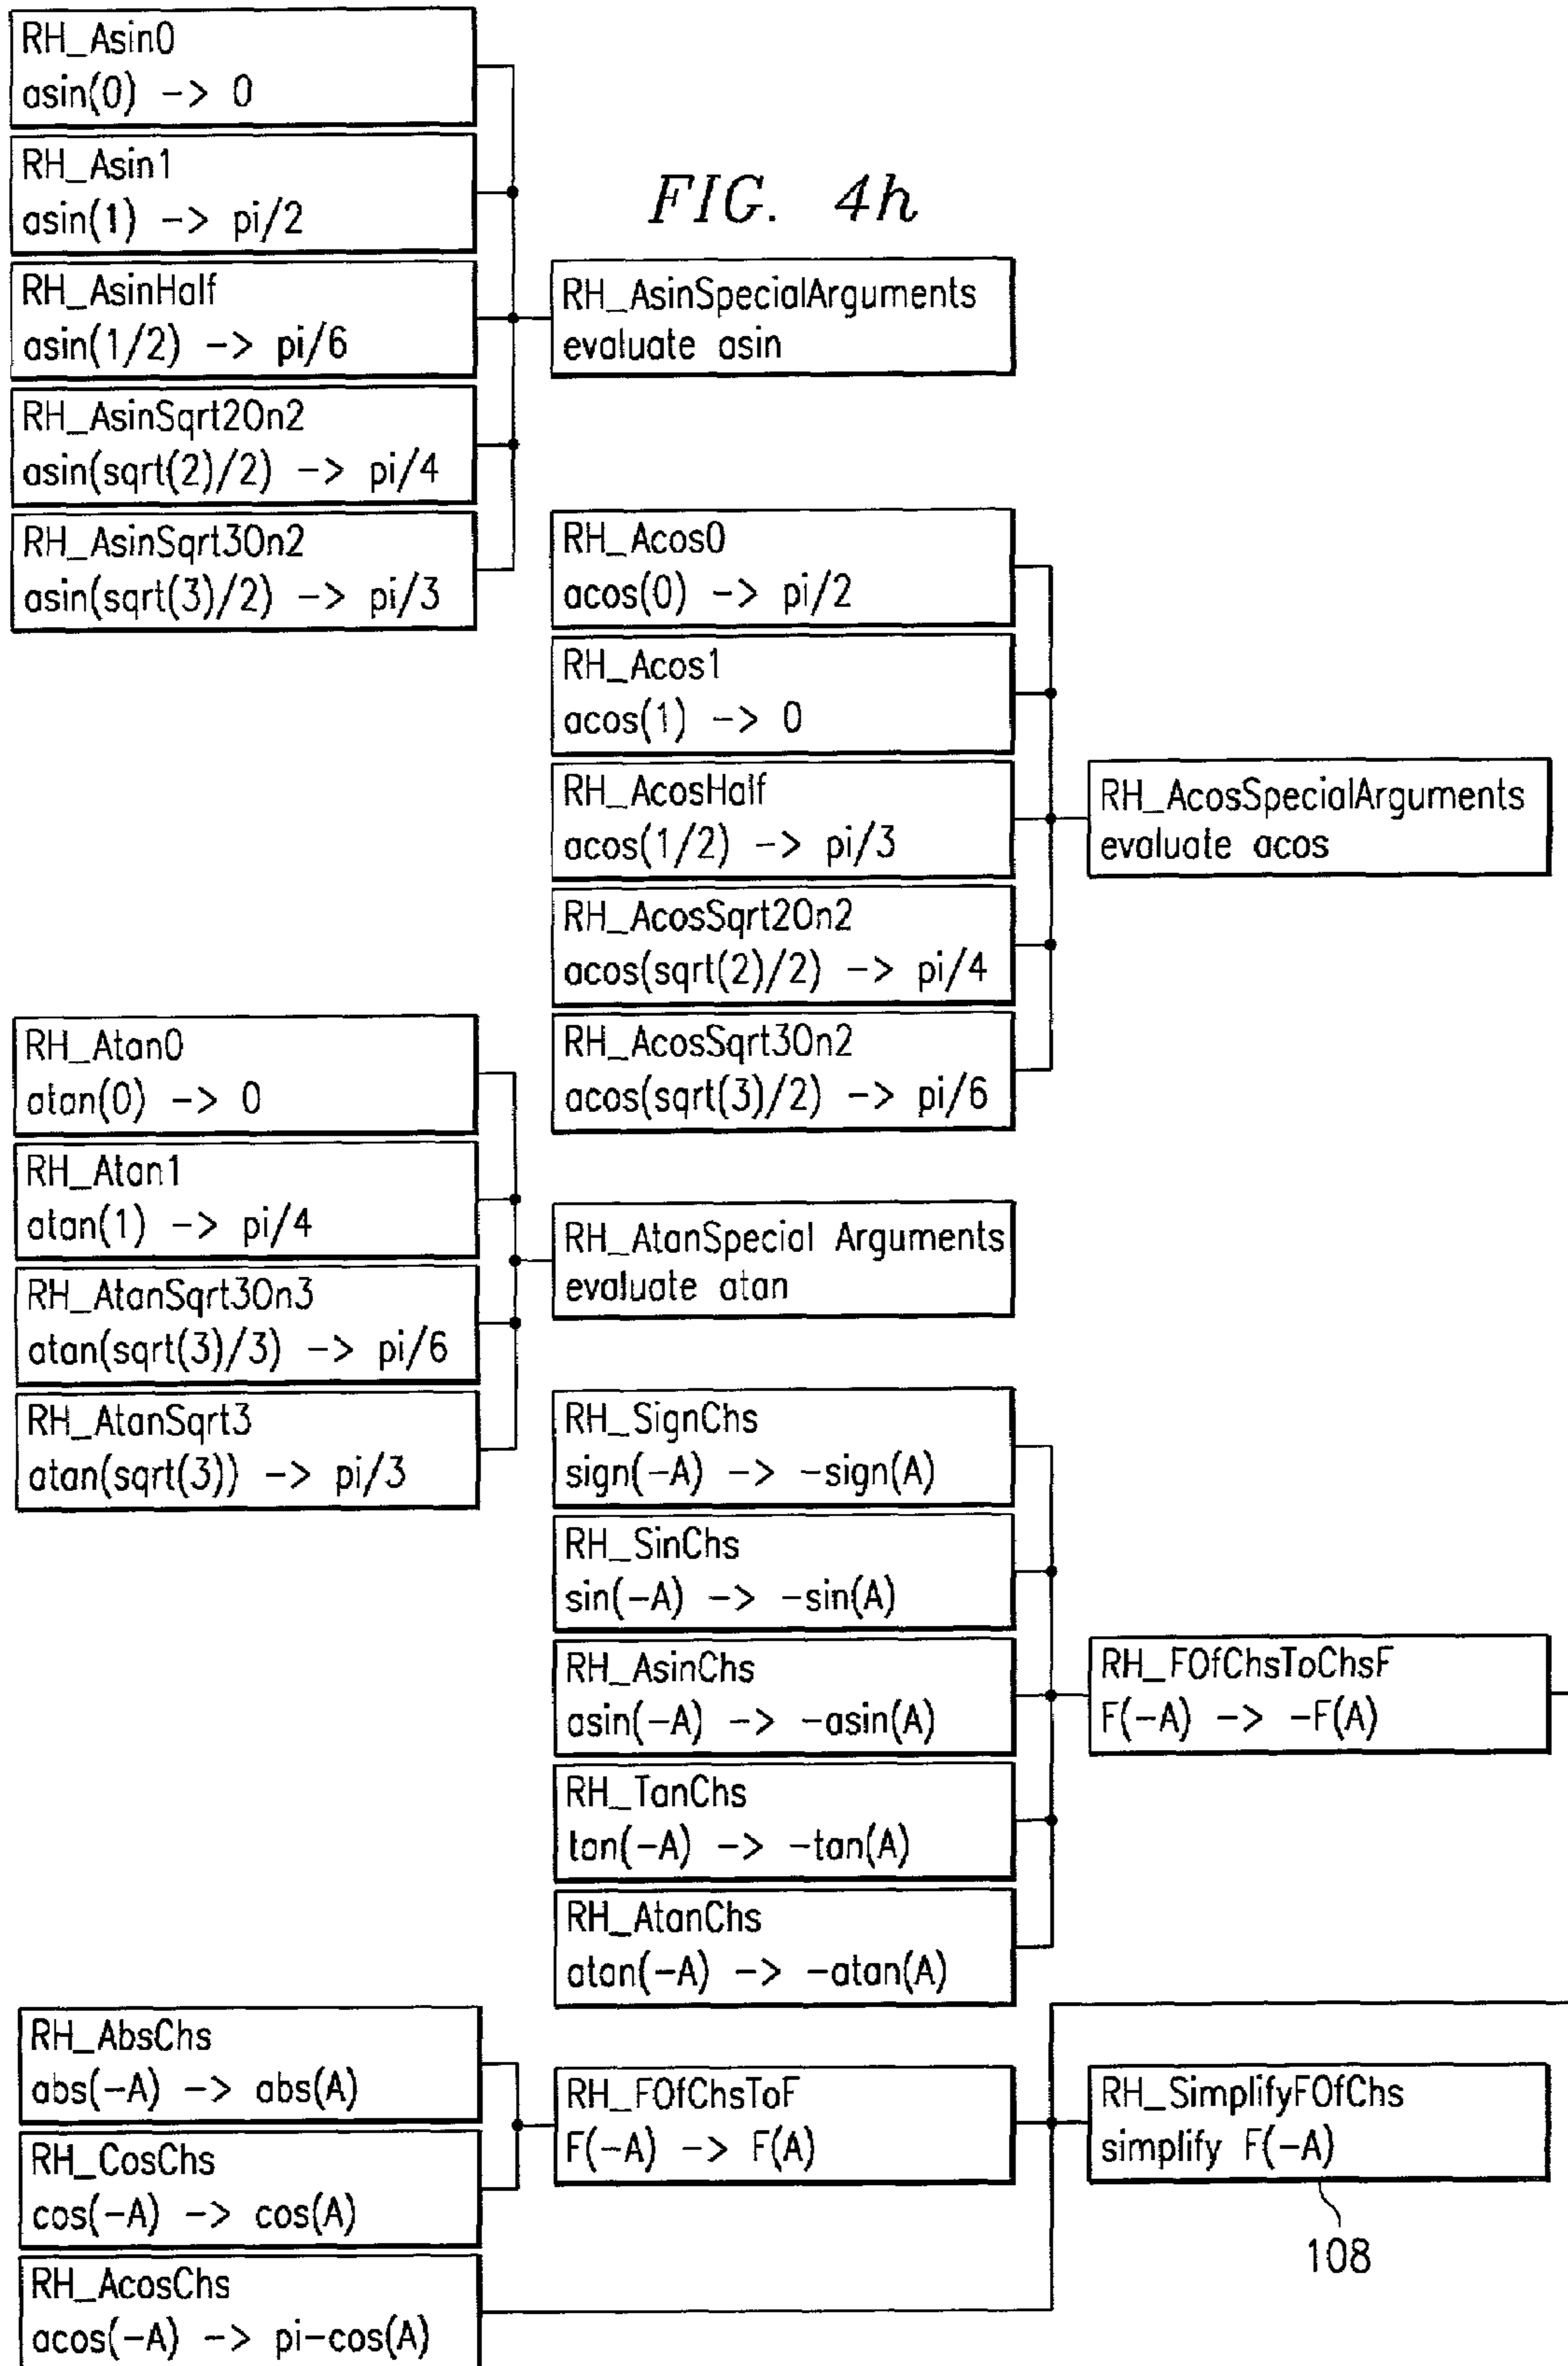 RH_Asin0
asin(0) -> 0
RH_Asin1
asin(1) -> pi/2
FIG. 4h
RH_AsinHalf
asin(1/2) -> pi/6
RH_AsinSpecialArguments
evaluate asin
RH_AsinSqrt2On2
asin(sqrt(2)/2) -> pi/4
RH_AsinSqrt3On2
asin(sqrt(3)/2) -> pi/3
RH_Acos0
acos(0) -> pi/2
RH_Acos1
acos(1) -> 0
RH_AcosHalf
acos(1/2) -> pi/3
RH_AcosSpecialArguments
evaluate acos
RH_AcosSqrt2On2
acos(sqrt(2)/2) -> pi/4
RH_AcosSqrt3On2
acos(sqrt(3)/2) -> pi/6
RH_Atan0
atan(0) -> 0
RH_Atan1
atan(1) -> pi/4
RH_AtanSqrt3On3
atan(sqrt(3)/3) -> pi/6
RH_AtanSqrt3
atan(sqrt(3)) -> pi/3
RH_AtanSpecial Arguments
evaluate atan
RH_SignChs
sign(-A) -> -sign(A)
RH_SinChs
sin(-A) -> -sin(A)
RH_AsinChs
asin(-A) -> -asin(A)
RH_TanChs
tan(-A) -> -tan(A)
RH_AtanChs
atan(-A) -> -atan(A)
RH_FOfChsToChsF
F(-A) -> -F(A)
RH_AbsChs
abs(-A) -> abs(A)
RH_CosChs
cos(-A) -> cos(A)
RH_AcosChs
acos(-A) -> pi-cos(A)
RH_FOfChsToF
F(-A) -> F(A)
RH_SimplifyFOfChs
simplify F(-A)
108